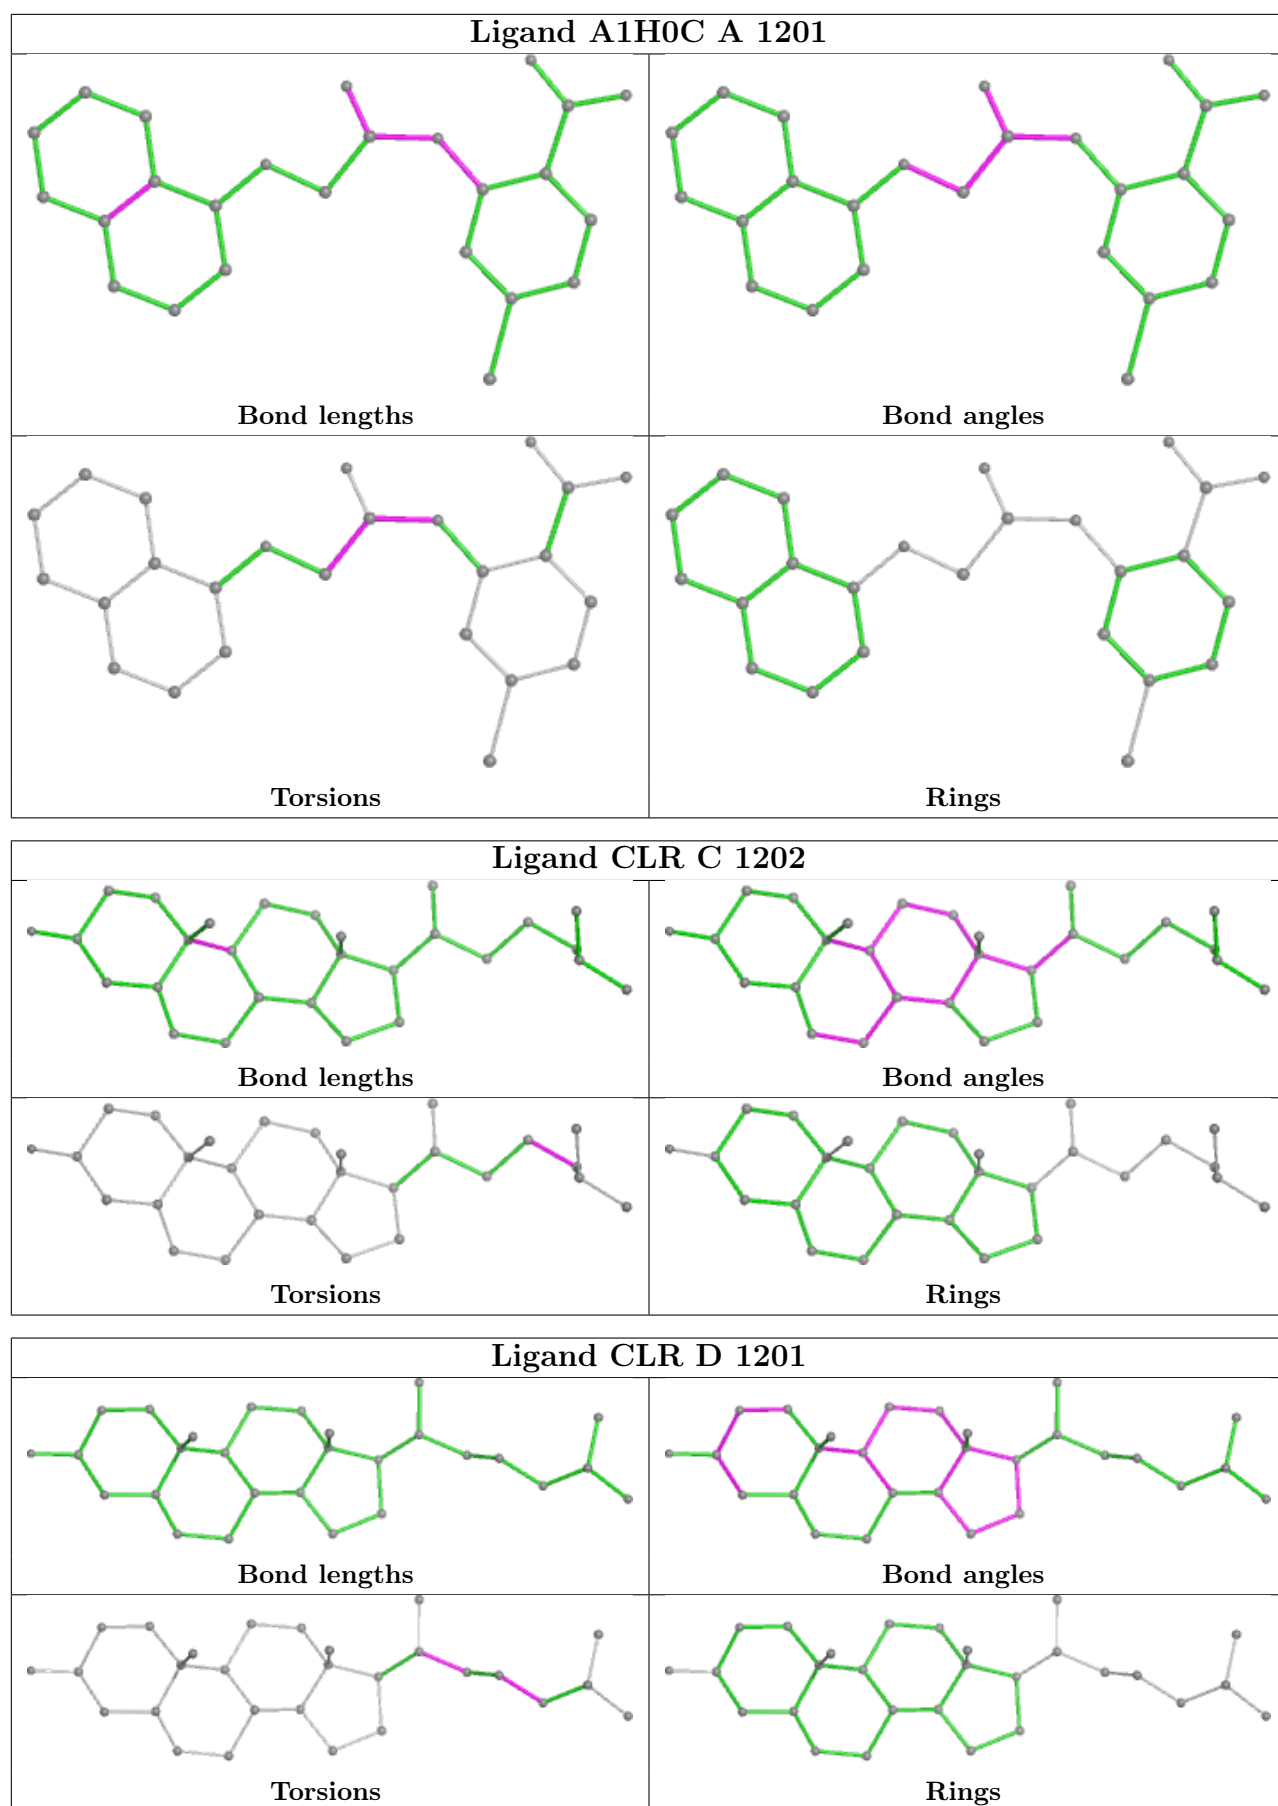 Ligand A1H0C A 1201
Bond lengths
Bond angles
Torsions
Rings
Ligand CLR C 1202
Bond lengths
Bond angles
Torsions
Rings
Ligand CLR D 1201
Bond lengths
Bond angles
Torsions
Rings